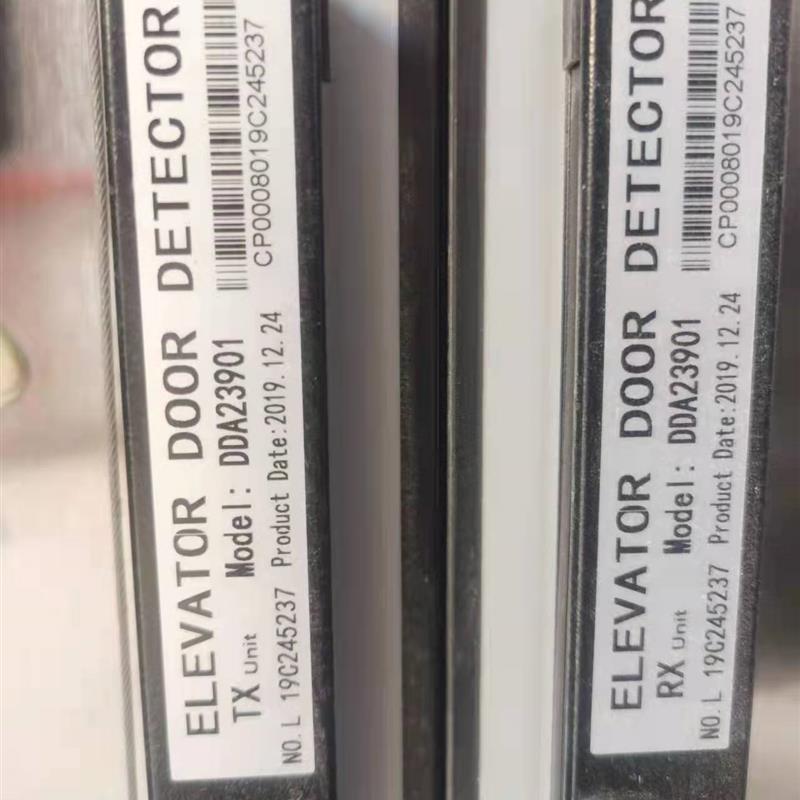 ELEVATOR DOOR DETECTOR
TX Unit Model: DDA23901
NO.L 19C245237 Product Date:2019.12.24
CP0008019C245237
ELEVATOR DOOR DETECTOR
RX Unit Model: DDA23901
NO.L 19C245237 Product Date:2019.12.24
CP0008019C245237